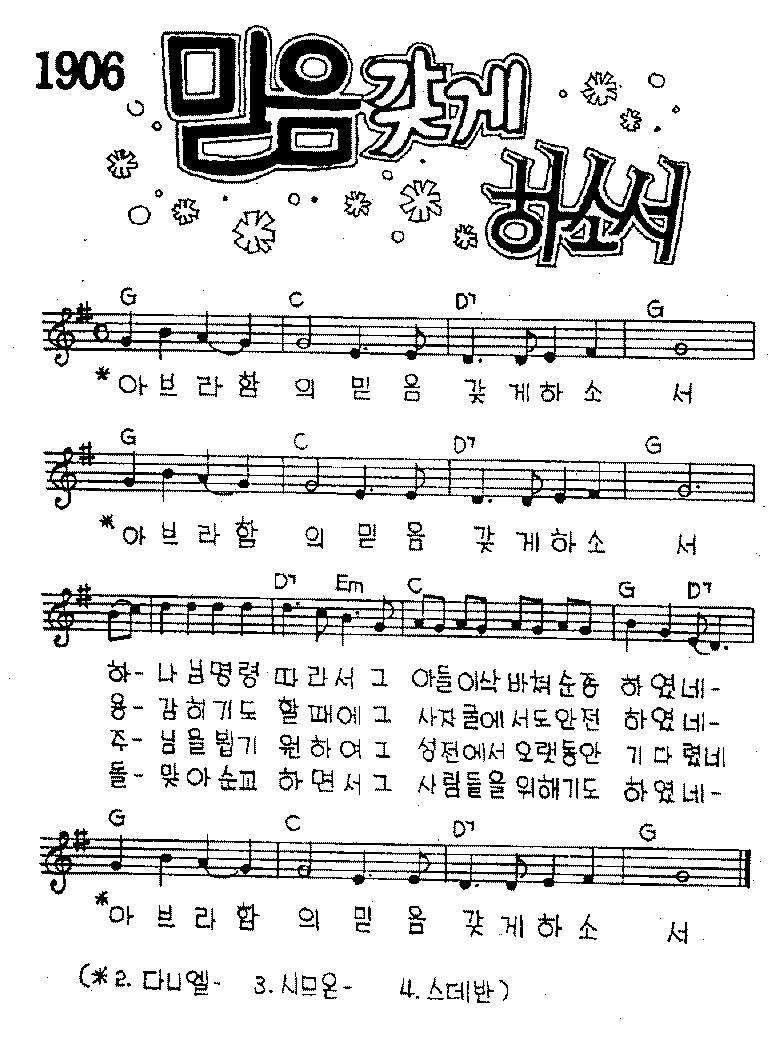 1906
믿음 갖게
하소서
G C D7 G
*아 브 라 함 의 믿 음 갖 게 하 소 서
G C D7 G
*아 브 라 함 의 믿 음 갖 게 하 소 서
D7 Em C G D7
하- 나 님 명 령 따 라 서 그 아들이삭 바쳐 순종 하 였 네-
용- 감 히 기 도 할 때 에 그 사자굴에서도 안전 하 였 네-
주- 님 을 뵙 기 원 하 여 그 성전에서 오랫동안 기 다 렸 네
돌- 맞 아 순 교 하 면 서 그 사람들을 위해기도 하 였 네-
G C D7 G
*아 브 라 함 의 믿 음 갖 게 하 소 서
(*2. 다니엘- 3. 시므온- 4. 스데반)